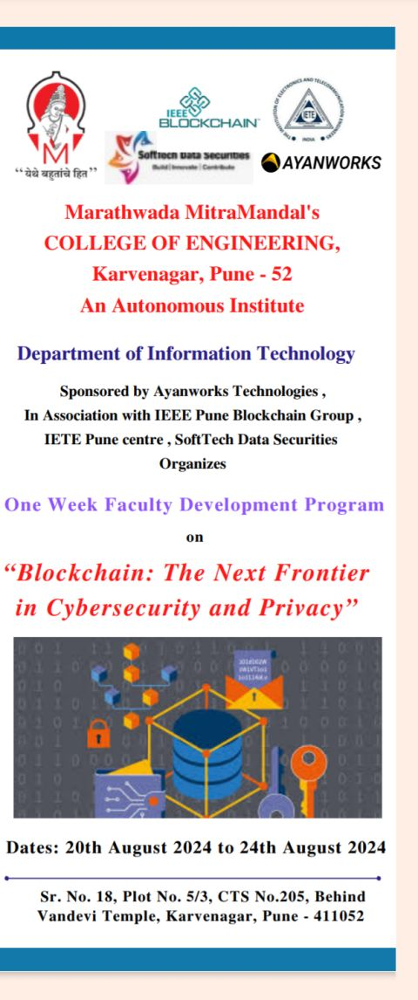 IEEE
BLOCKCHAIN
THE INSTITUTION OF ELECTRONICS AND TELECOMMUNICATION ENGINEERS
IETE
INDIA
SoftTech Data Securities
Build | Innovate | Contribute
AYANWORKS
“येथे बहुतांचे हित”
Marathwada MitraMandal's
COLLEGE OF ENGINEERING,
Karvenagar, Pune - 52
An Autonomous Institute
Department of Information Technology
Sponsored by Ayanworks Technologies ,
In Association with IEEE Pune Blockchain Group ,
IETE Pune centre , SoftTech Data Securities
Organizes
One Week Faculty Development Program
on
“Blockchain: The Next Frontier
in Cybersecurity and Privacy”
Dates: 20th August 2024 to 24th August 2024
Sr. No. 18, Plot No. 5/3, CTS No.205, Behind
Vandevi Temple, Karvenagar, Pune - 411052